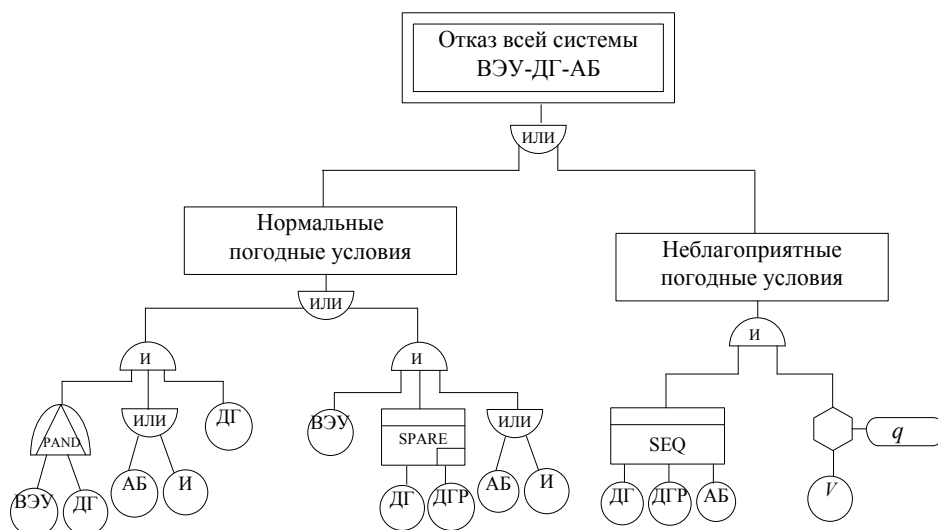 Отказ всей системы
ВЭУ-ДГ-АБ
ИЛИ
Нормальные
погодные условия
Неблагоприятные
погодные условия
ИЛИ
И
И
И
PAND
ИЛИ
ДГ
ВЭУ
SPARE
ИЛИ
SEQ
q
ВЭУ
ДГ
АБ
И
ДГ
ДГР
АБ
И
ДГ
ДГР
АБ
V